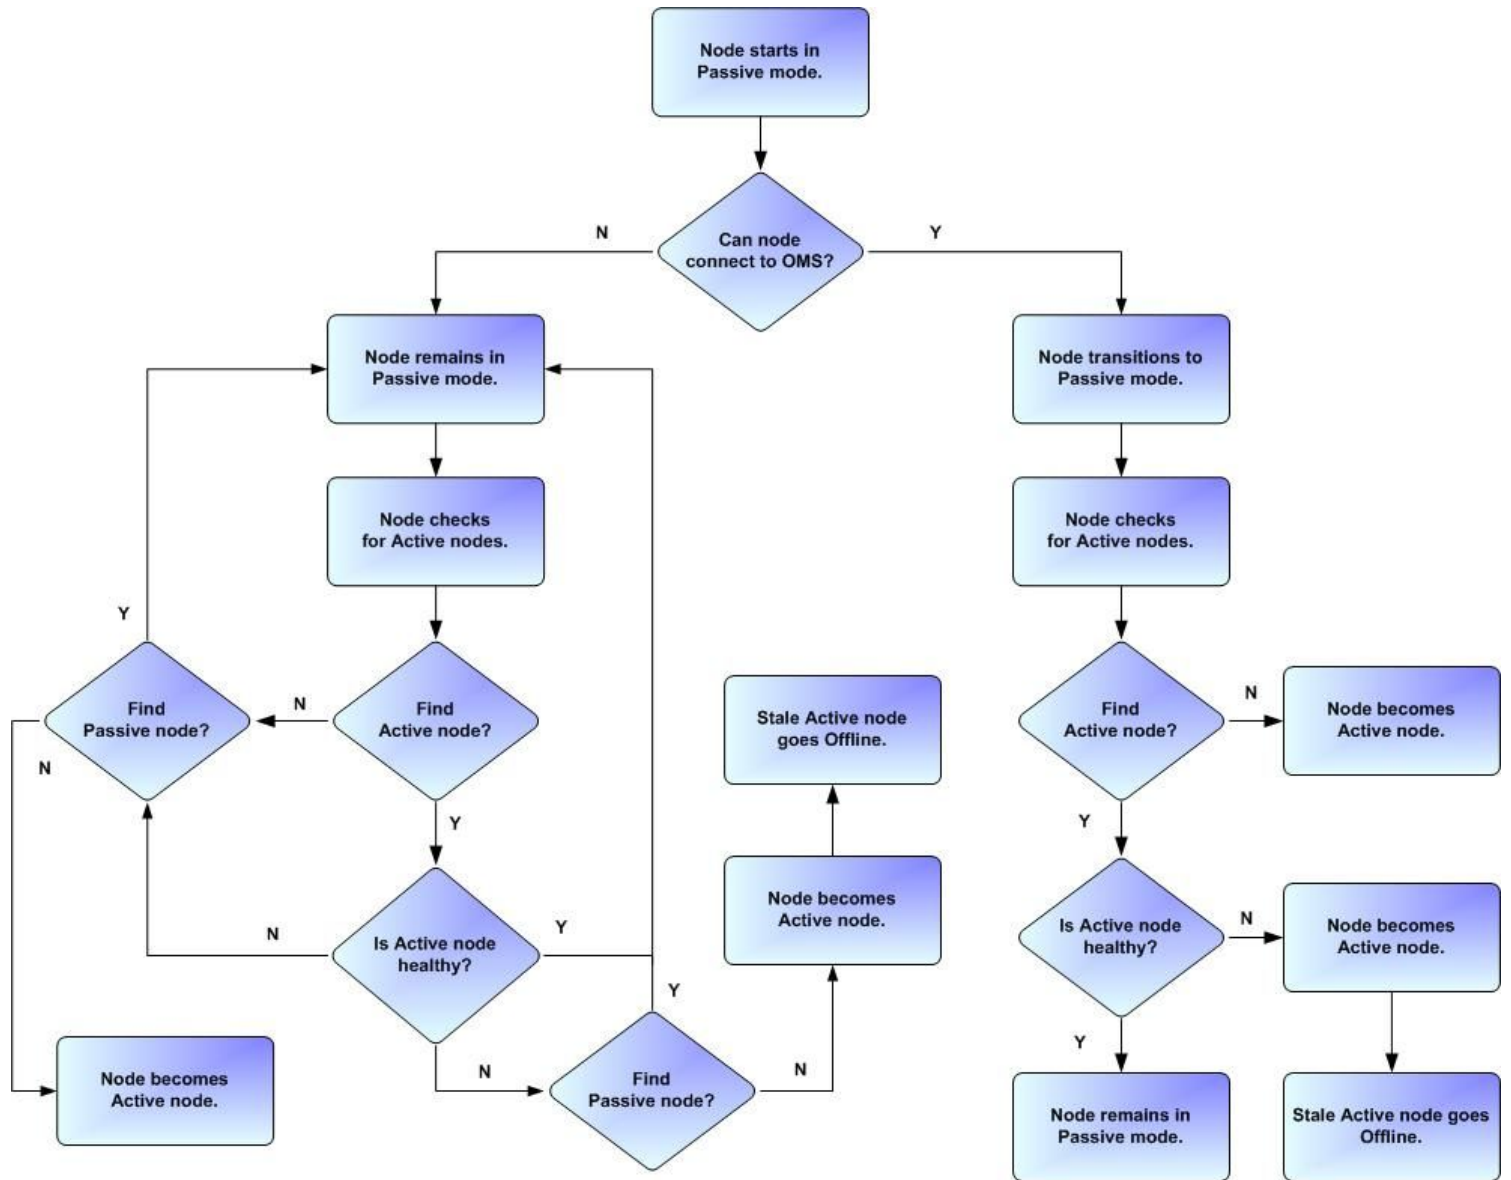 Node starts in
Passive mode.
N
Y
Can node
connect to OMS?
Node remains in
Passive mode.
Node transitions to
Passive mode.
Node checks
for Active nodes.
Node checks
for Active nodes.
Y
Find
Passive node?
N
Find
Active node?
N
Y
Stale Active node
goes Offline.
Find
Active node?
N
Node becomes
Active node.
Y
Is Active node
healthy?
N
Y
Node becomes
Active node.
Is Active node
healthy?
N
Node becomes
Active node.
Y
Node becomes
Active node.
N
Find
Passive node?
Y
N
Node remains in
Passive mode.
Stale Active node goes
Offline.